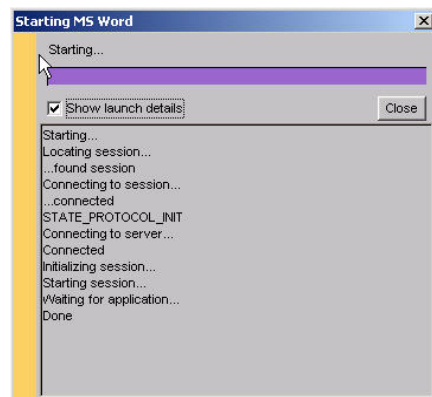 Starting MS Word
Starting...
Show launch details
Close
Starting...
Locating session...
...found session
Connecting to session...
...connected
STATE_PROTOCOL_INIT
Connecting to server...
Connected
Initializing session...
Starting session...
Waiting for application...
Done